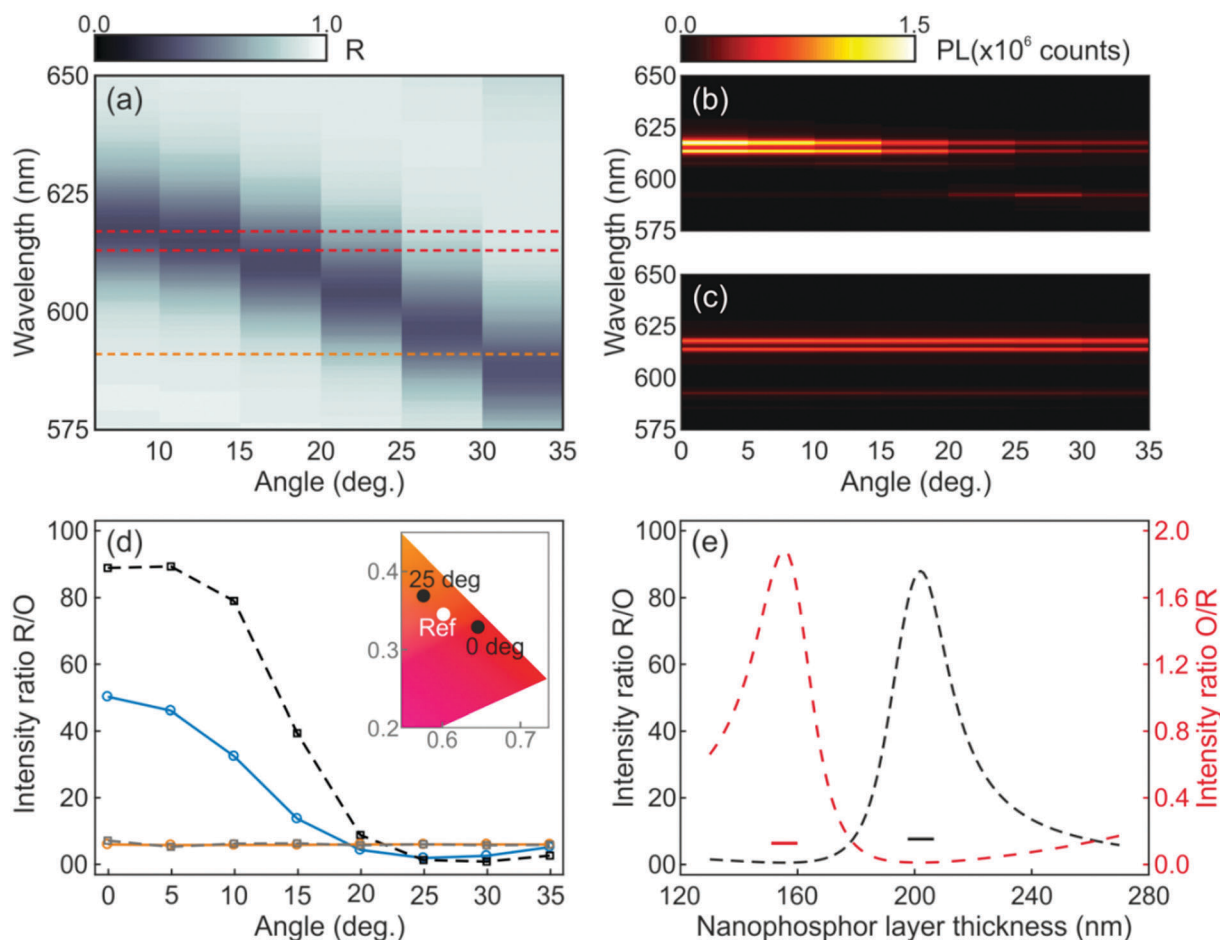 0.0 1.0
R
0.0 1.5
PL(x10⁶ counts)
(a)
650
625
600
575
Wavelength (nm)
10 15 20 25 30 35
Angle (deg.)
(b)
650
625
600
575
Wavelength (nm)
(c)
650
625
600
575
0 5 10 15 20 25 30 35
Angle (deg.)
(d)
100
80
60
40
20
00
Intensity ratio R/O
0 5 10 15 20 25 30 35
Angle (deg.)
0.4
0.3
0.2
0.6 0.7
25 deg
Ref
0 deg
(e)
100
80
60
40
20
00
Intensity ratio R/O
2.0
1.6
1.2
0.8
0.4
0.0
Intensity ratio O/R
120 160 200 240 280
Nanophosphor layer thickness (nm)